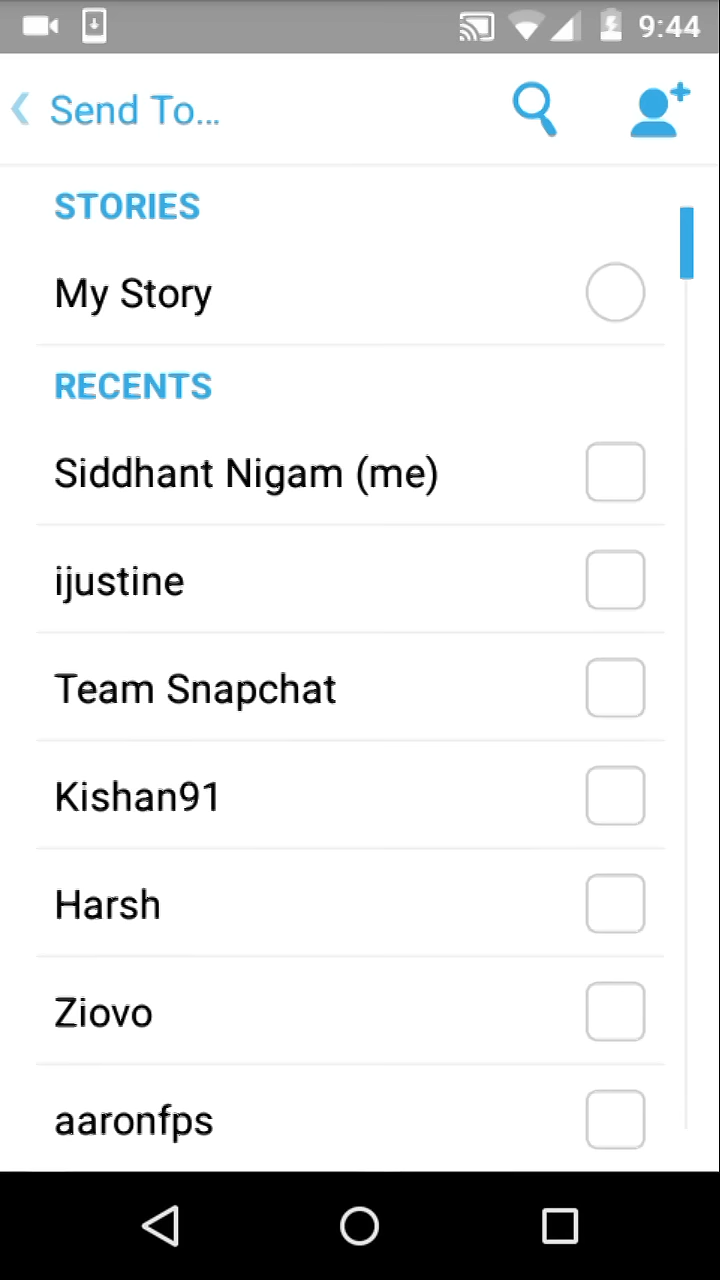 9:44
Send To...
STORIES
My Story
RECENTS
Siddhant Nigam (me)
ijustine
Team Snapchat
Kishan91
Harsh
Ziovo
aaronfps